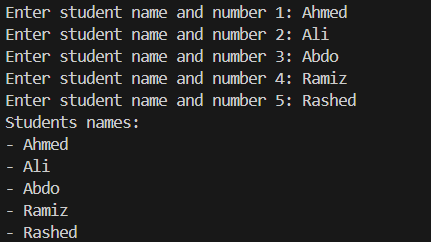 Enter student name and number 1: Ahmed
Enter student name and number 2: Ali
Enter student name and number 3: Abdo
Enter student name and number 4: Ramiz
Enter student name and number 5: Rashed
Students names:
- Ahmed
- Ali
- Abdo
- Ramiz
- Rashed